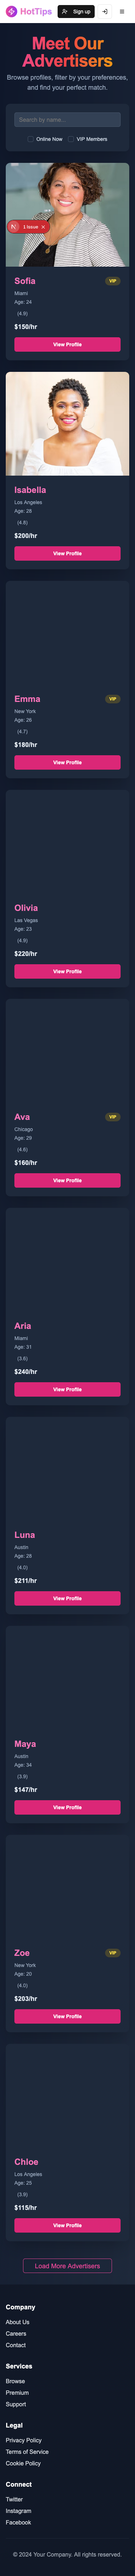 HotTips
Sign up
Meet Our
Advertisers
Browse profiles, filter by your preferences,
and find your perfect match.
Search by name...
Online Now
VIP Members
N
1 Issue
Sofia
VIP
Miami
Age: 24
(4.9)
$150/hr
View Profile
Isabella
Los Angeles
Age: 28
(4.8)
$200/hr
View Profile
Emma
VIP
New York
Age: 26
(4.7)
$180/hr
View Profile
Olivia
Las Vegas
Age: 23
(4.9)
$220/hr
View Profile
Ava
VIP
Chicago
Age: 29
(4.6)
$160/hr
View Profile
Aria
Miami
Age: 31
(3.6)
$240/hr
View Profile
Luna
Austin
Age: 28
(4.0)
$211/hr
View Profile
Maya
Austin
Age: 34
(3.9)
$147/hr
View Profile
Zoe
VIP
New York
Age: 20
(4.0)
$203/hr
View Profile
Chloe
Los Angeles
Age: 25
(3.9)
$115/hr
View Profile
Load More Advertisers
Company
About Us
Careers
Contact
Services
Browse
Premium
Support
Legal
Privacy Policy
Terms of Service
Cookie Policy
Connect
Twitter
Instagram
Facebook
© 2024 Your Company. All rights reserved.